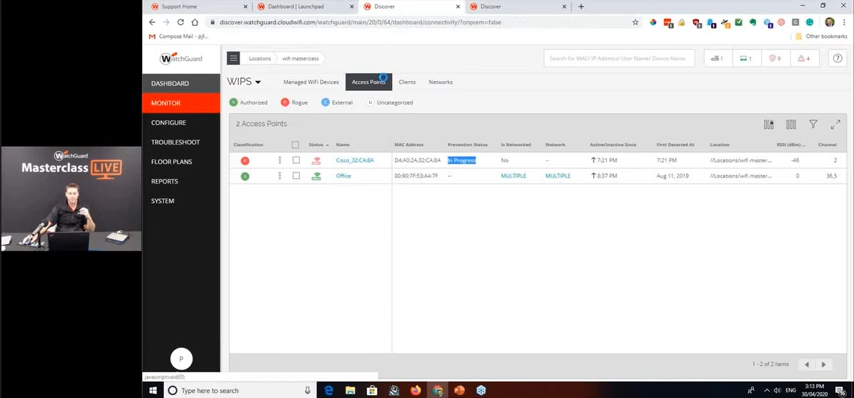 Support Home
Dashboard | Launchpad
Discover
Discover
discover.watchguard.cloudwifi.com/watchguard/main/20/0/64/dashboard/connectivity/?onprem=false
Other bookmarks
WatchGuard
Locations
wifi-masterclass
Search for MAC/IP Address/ User Name/ Device Name.
1
1
0
4
DASHBOARD
MONITOR
CONFIGURE
TROUBLESHOOT
FLOOR PLANS
REPORTS
SYSTEM
WIPS
Managed WiFi Devices
Access Points
Clients
Networks
Authorized
Rogue
External
U Uncategorized
2 Access Points
Classification
Status
Name
MAC Address
Prevention Status
Is Networked
Network
Active/Inactive Since
First Detected At
Location
Channel
Cisco_32:CA:8A
D4:A0:2A:32:CA:8A
In Progress
No
--
7:21 PM
7:21 PM
//Locations/wifi-master...
-46
2
Office
00:90:7F:53:A4:7F
--
MULTIPLE
MULTIPLE
8:37 PM
Aug 11, 2019
//Locations/wifi-master...
0
36,5
WatchGuard
Masterclass LIVE
P
1 - 2 of 2 items
Type here to search
ENG
3:13 PM
30/04/2020